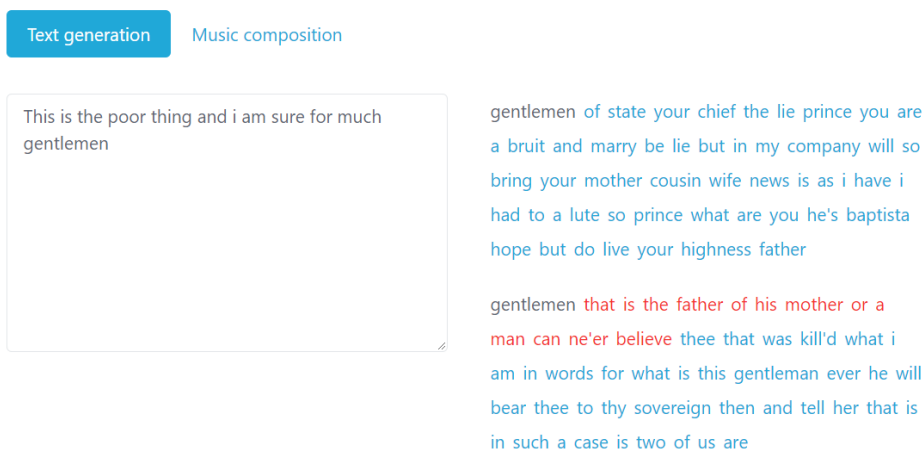 Text generation Music composition
This is the poor thing and i am sure for much
gentlemen
gentlemen of state your chief the lie prince you are
a bruit and marry be lie but in my company will so
bring your mother cousin wife news is as i have i
had to a lute so prince what are you he's baptista
hope but do live your highness father
gentlemen that is the father of his mother or a
man can ne'er believe thee that was kill'd what i
am in words for what is this gentleman ever he will
bear thee to thy sovereign then and tell her that is
in such a case is two of us are